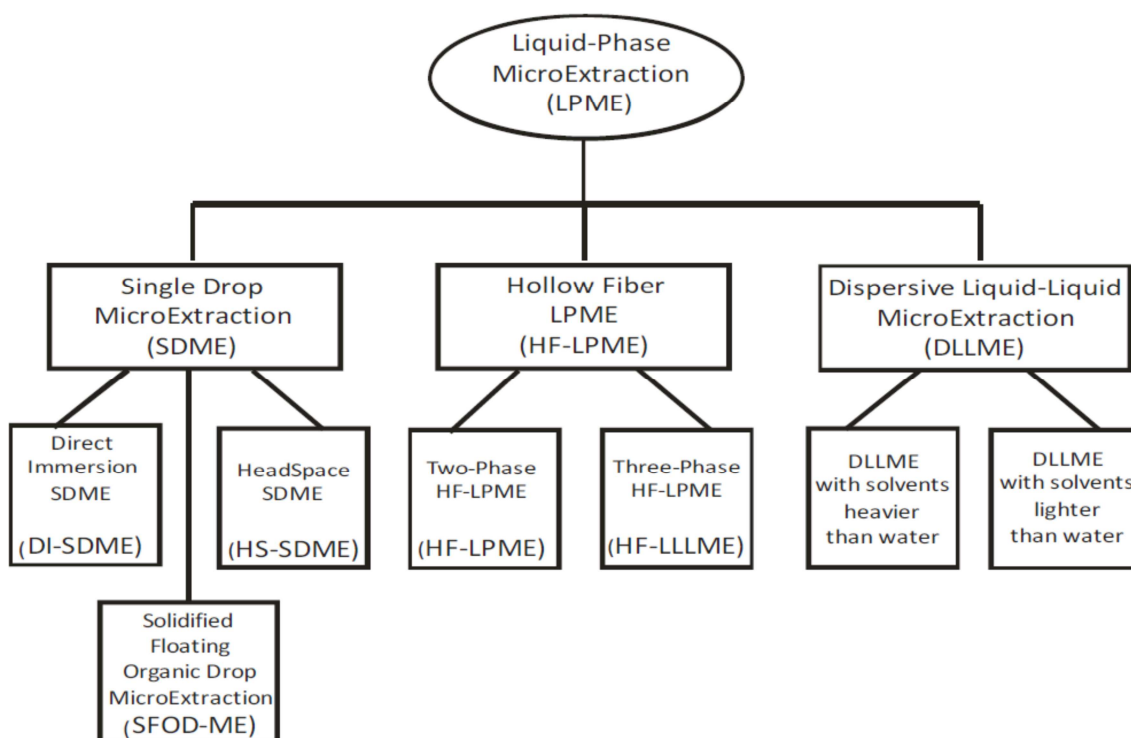 Liquid-Phase
MicroExtraction
(LPME)
Single Drop
MicroExtraction
(SDME)
Hollow Fiber
LPME
(HF-LPME)
Dispersive Liquid-Liquid
MicroExtraction
(DLLME)
Direct
Immersion
SDME
(DI-SDME)
HeadSpace
SDME
(HS-SDME)
Two-Phase
HF-LPME
(HF-LPME)
Three-Phase
HF-LPME
(HF-LLLME)
DLLME
with solvents
heavier
than water
DLLME
with solvents
lighter
than water
Solidified
Floating
Organic Drop
MicroExtraction
(SFOD-ME)